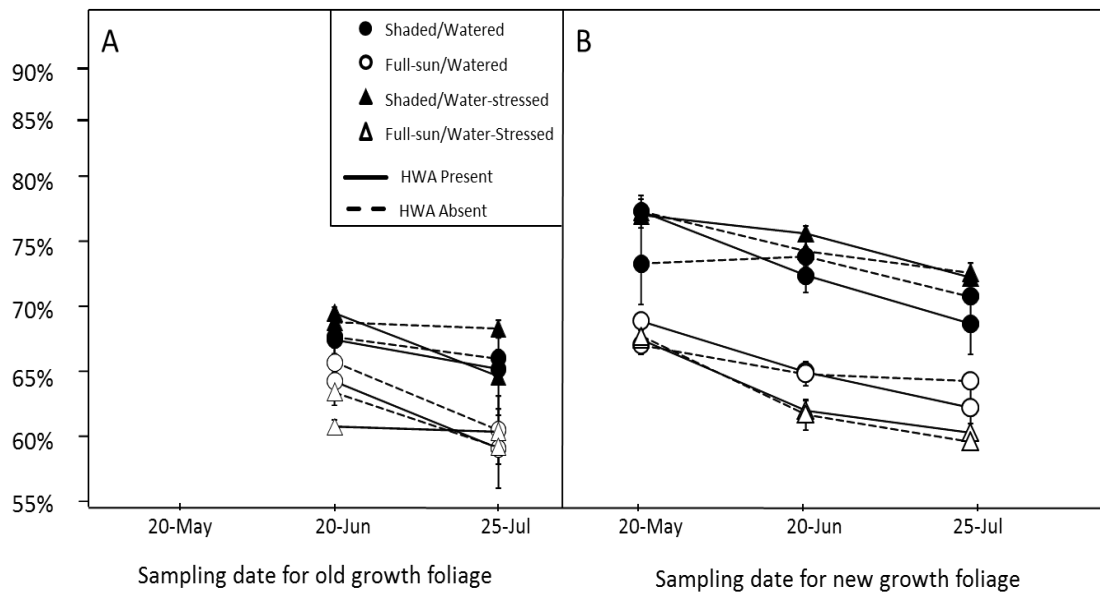 A
B
Shaded/Watered
Full-sun/Watered
Shaded/Water-stressed
Full-sun/Water-Stressed
HWA Present
HWA Absent
90%
85%
80%
75%
70%
65%
60%
55%
20-May
20-Jun
25-Jul
20-May
20-Jun
25-Jul
Sampling date for old growth foliage
Sampling date for new growth foliage